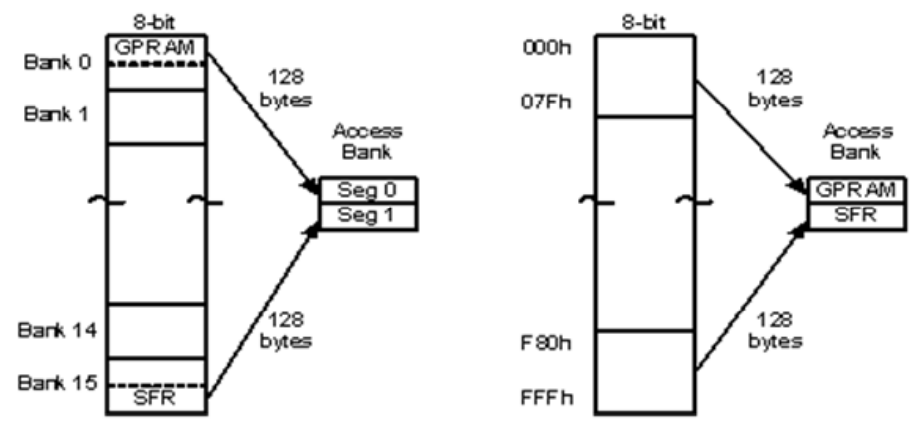 8-bit
GPRAM
Bank 0
Bank 1
128
bytes
Access
Bank
Seg 0
Seg 1
Bank 14
128
bytes
Bank 15
SFR
8-bit
000h
07Fh
128
bytes
Access
Bank
GPRAM
SFR
F80h
128
bytes
FFFh